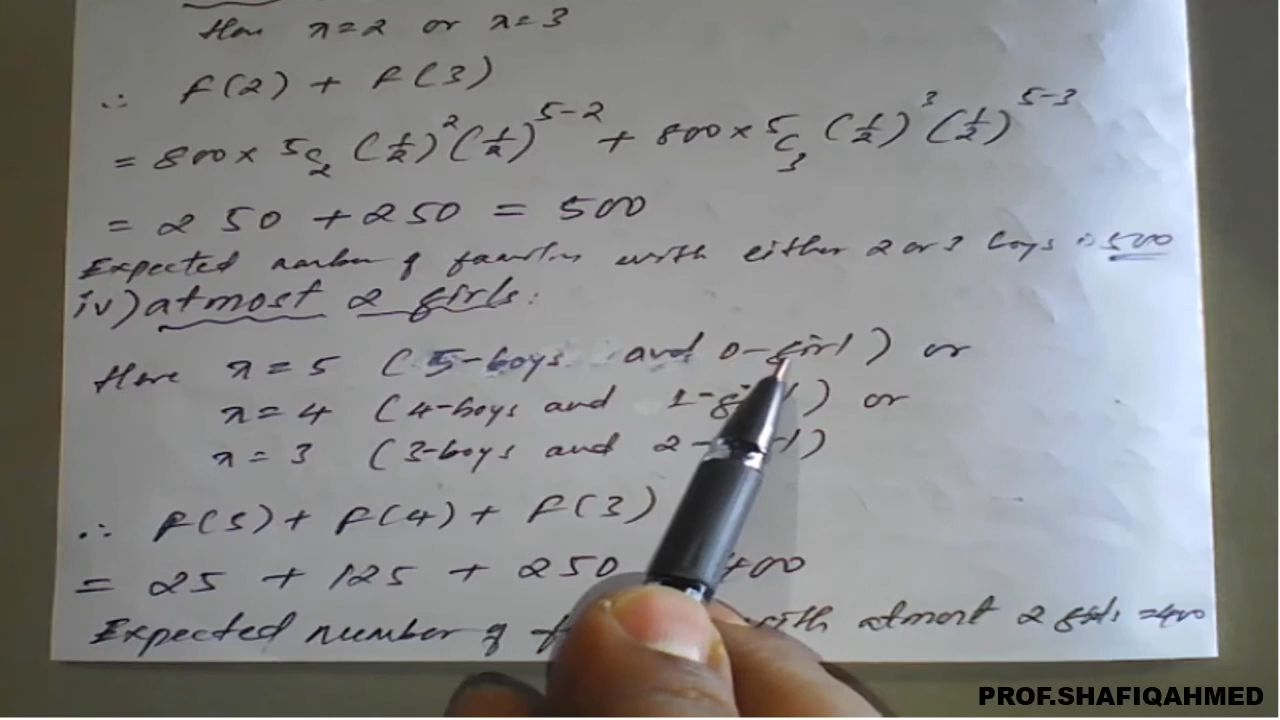 Here x=2 or x=3
∴ F(2) + F(3)
= 800 × 5C2 (1/2)^2 (1/2)^5-2 + 800 × 5C3 (1/2)^3 (1/2)^5-3
= 250 + 250 = 500
Expected number of families with either 2 or 3 boys is 500
iv) atmost 2 girls:
Here x=5 (5-boys and 0-girl) or
x=4 (4-boys and 1- ) or
x=3 (3-boys and 2- )
∴ F(5) + F(4) + F(3)
= 25 + 125 + 250 400
Expected number of with atmost 2 girls =400
PROF.SHAFIQAHMED